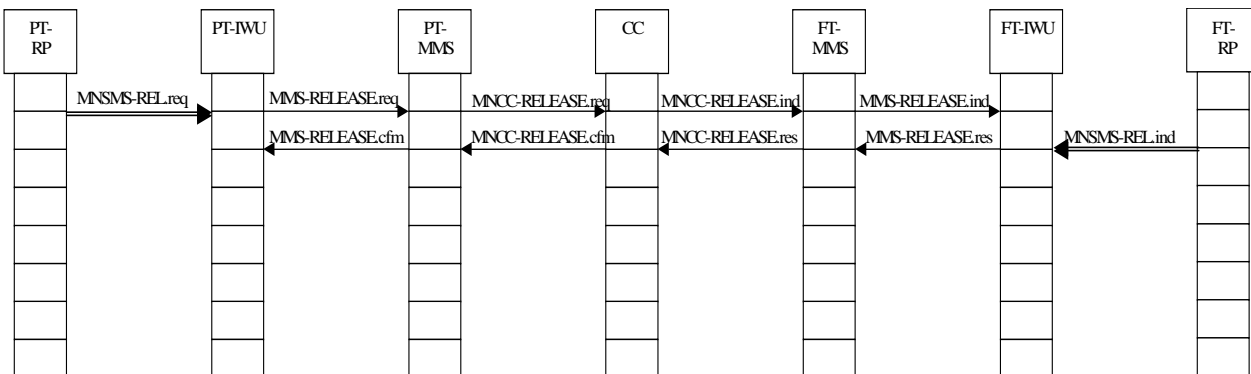 PT-
RP
PT-IWU
PT-
MMS
CC
FT-
MMS
FT-IWU
FT-
RP
MNSMS-REL.req
MMS-RELEASE.req
MNCC-RELEASE.req
MNCC-RELEASE.ind
MMS-RELEASE.ind
MMS-RELEASE.cfm
MNCC-RELEASE.cfm
MNCC-RELEASE.res
MMS-RELEASE.res
MNSMS-REL.ind